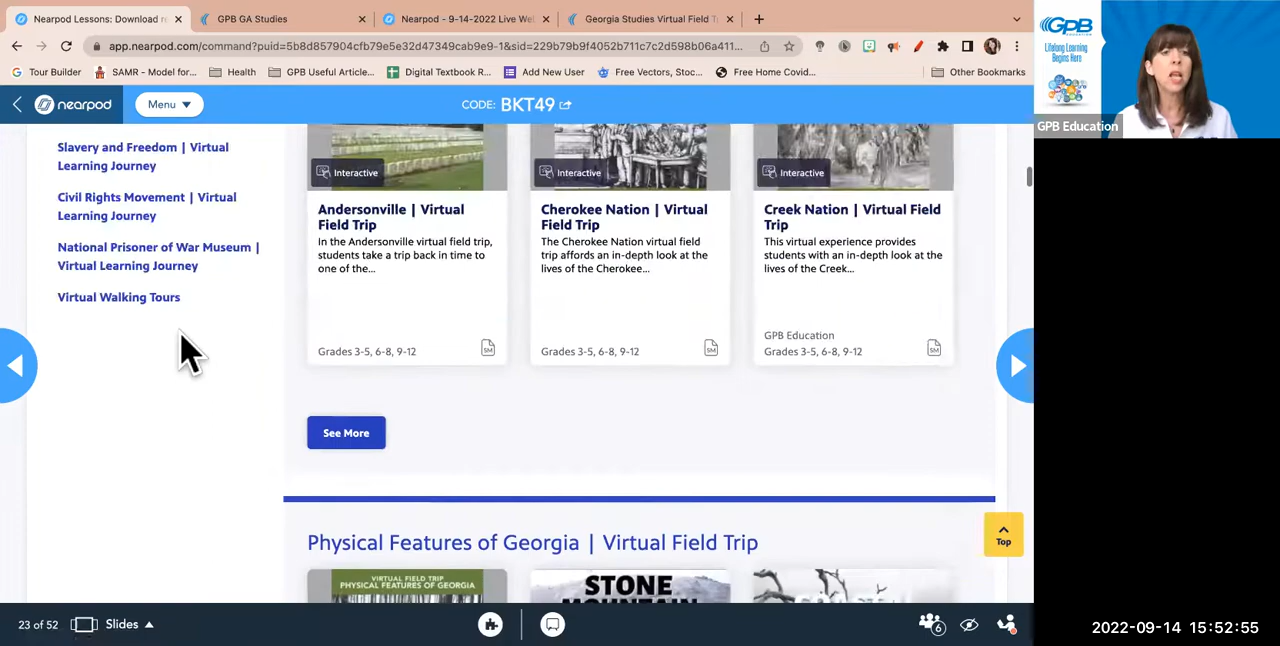 Nearpod Lessons: Download r
GPB GA Studies
Nearpod - 9-14-2022 Live We
Georgia Studies Virtual Field T
app.nearpod.com/command?puid=5b8d857904cfb79e5e32d47349cab9e9-1&sid=229b79b9f4052b711c7c2d598b06a411...
Tour Builder
SAMR - Model for...
Health
GPB Useful Article...
Digital Textbook R...
Add New User
Free Vectors, Stoc...
Free Home Covid...
Other Bookmarks
nearpod
Menu
CODE: BKT49
GPB
EDUCATION
Lifelong Learning
Begins Here
GPB Education
Slavery and Freedom | Virtual
Learning Journey
Civil Rights Movement | Virtual
Learning Journey
National Prisoner of War Museum |
Virtual Learning Journey
Virtual Walking Tours
Interactive
Andersonville | Virtual
Field Trip
In the Andersonville virtual field trip,
students take a trip back in time to
one of the...
Grades 3-5, 6-8, 9-12
SM
Interactive
Cherokee Nation | Virtual
Field Trip
The Cherokee Nation virtual field
trip affords an in-depth look at the
lives of the Cherokee...
Grades 3-5, 6-8, 9-12
SM
Interactive
Creek Nation | Virtual Field
Trip
This virtual experience provides
students with an in-depth look at the
lives of the Creek...
GPB Education
Grades 3-5, 6-8, 9-12
SM
See More
Physical Features of Georgia | Virtual Field Trip
VIRTUAL FIELD TRIP
PHYSICAL FEATURES OF GEORGIA
STONE
MOUNTAIN
COASTAL
Top
23 of 52
Slides
6
2022-09-14 15:52:55